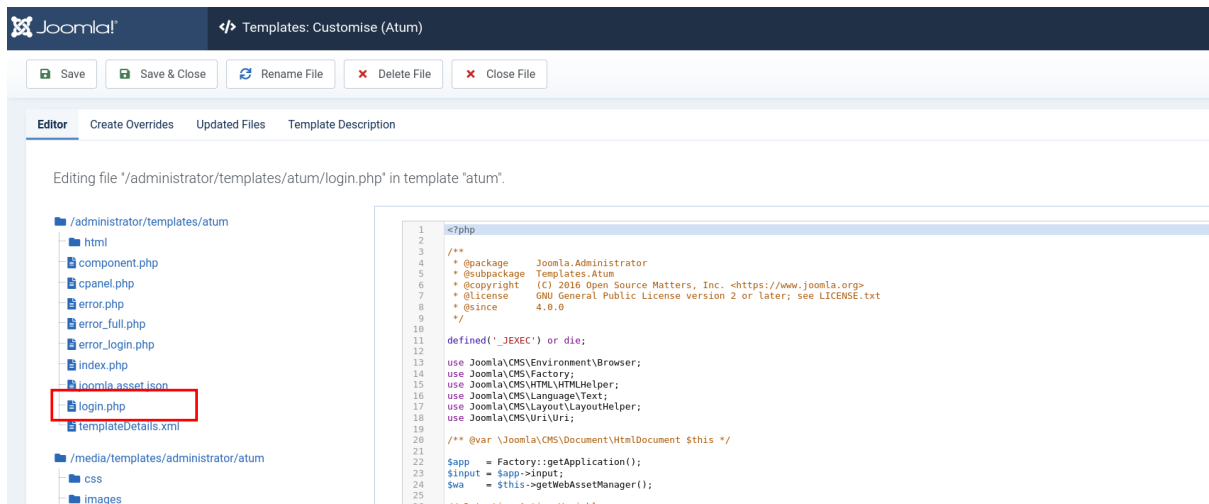 Joomla!®
</> Templates: Customise (Atum)
Save Save & Close Rename File Delete File Close File
Editor Create Overrides Updated Files Template Description
Editing file "/administrator/templates/atum/login.php" in template "atum".
/administrator/templates/atum
html
component.php
cpanel.php
error.php
error_full.php
error_login.php
index.php
joomla.asset.json
login.php
templateDetails.xml
/media/templates/administrator/atum
css
images
1 <?php
2
3 /**
4 * @package Joomla.Administrator
5 * @subpackage Templates.Atum
6 * @copyright (C) 2016 Open Source Matters, Inc. <https://www.joomla.org>
7 * @license GNU General Public License version 2 or later; see LICENSE.txt
8 * @since 4.0.0
9 */
10
11 defined('_JEXEC') or die;
12
13 use Joomla\CMS\Environment\Browser;
14 use Joomla\CMS\Factory;
15 use Joomla\CMS\HTML\HTMLHelper;
16 use Joomla\CMS\Language\Text;
17 use Joomla\CMS\Layout\LayoutHelper;
18 use Joomla\CMS\Uri\Uri;
19
20 /** @var \Joomla\CMS\Document\HtmlDocument $this */
21
22 $app = Factory::getApplication();
23 $input = $app->input;
24 $wa = $this->getWebAssetManager();
25